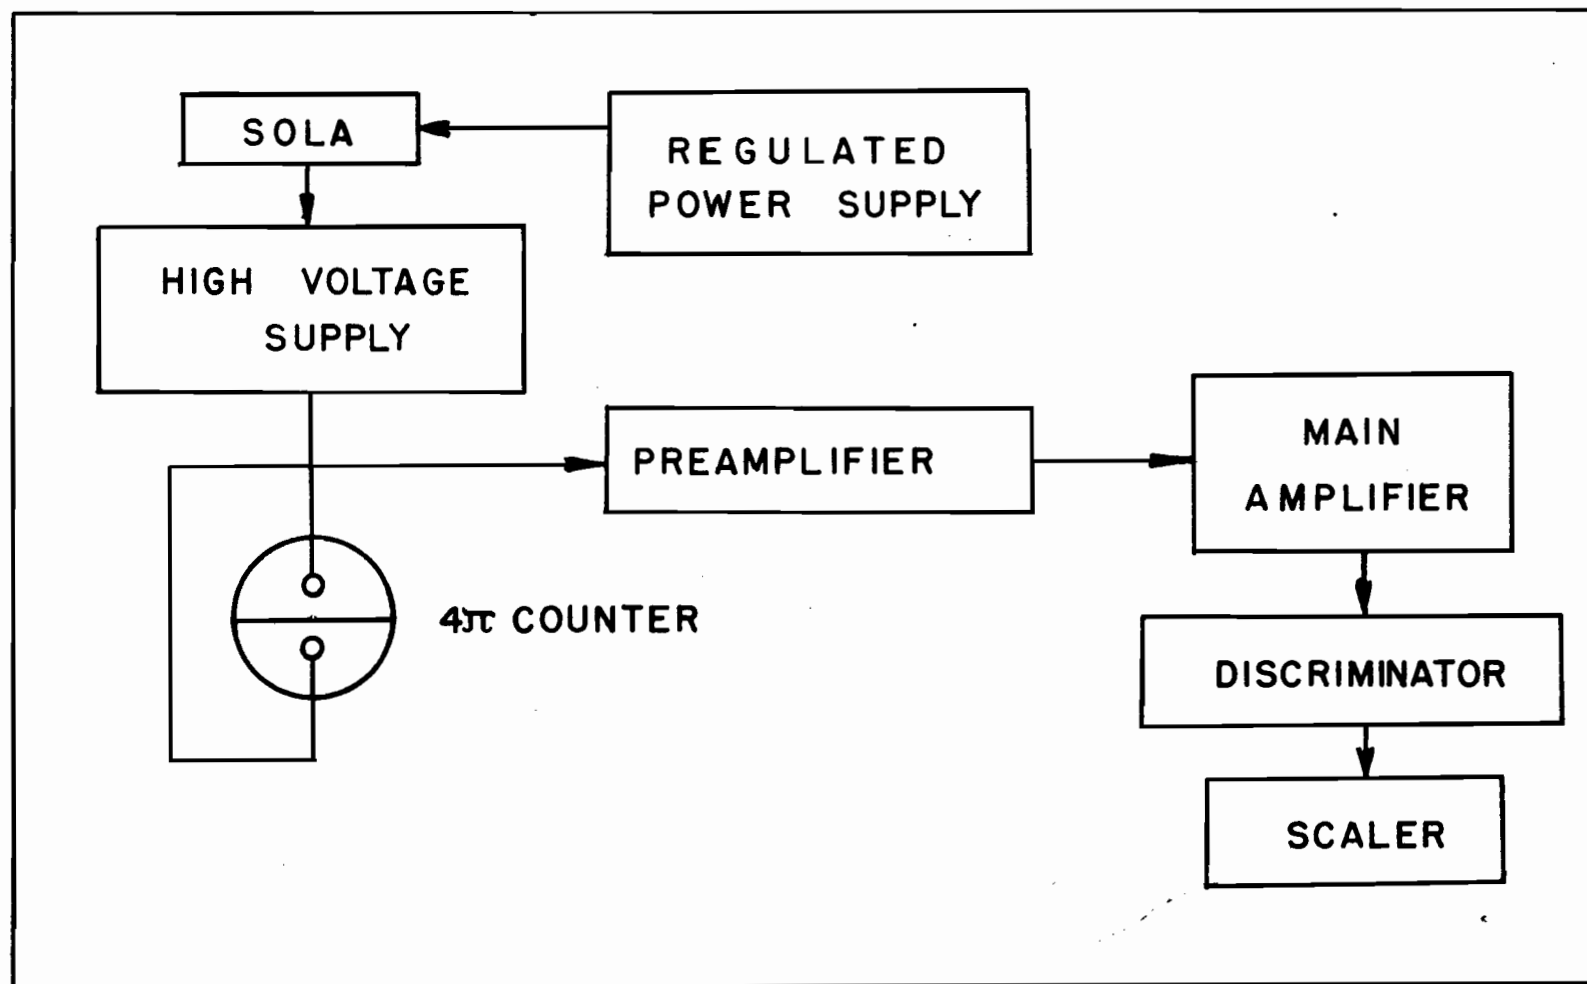 SOLA
REGULATED
POWER SUPPLY
HIGH VOLTAGE
SUPPLY
PREAMPLIFIER
MAIN
AMPLIFIER
4π COUNTER
DISCRIMINATOR
SCALER